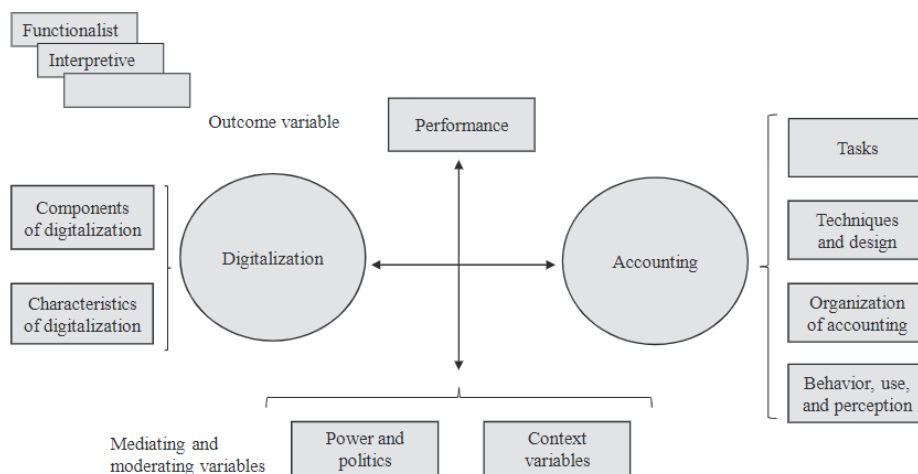 Functionalist
Interpretive
Outcome variable
Performance
Tasks
Components
of digitalization
Digitalization
Accounting
Techniques
and design
Characteristics
of digitalization
Organization
of accounting
Behavior, use,
and perception
Mediating and
moderating variables
Power and
politics
Context
variables